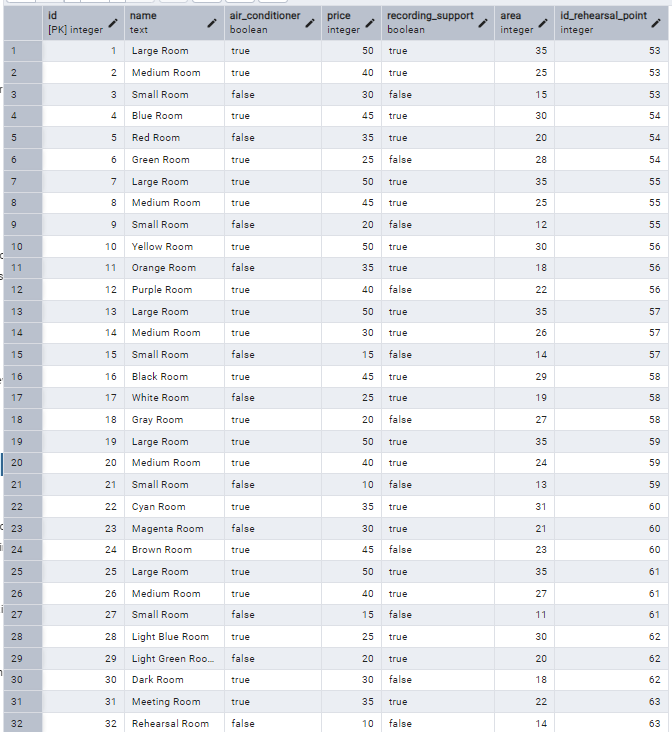 id name air_conditioner price recording_support area id_rehearsal_point
[PK] integer text boolean integer boolean integer integer
1 1 Large Room true 50 true 35 53
2 2 Medium Room true 40 true 25 53
3 3 Small Room false 30 false 15 53
4 4 Blue Room true 45 true 30 54
5 5 Red Room false 35 true 20 54
6 6 Green Room true 25 false 28 54
7 7 Large Room true 50 true 35 55
8 8 Medium Room true 45 true 25 55
9 9 Small Room false 20 false 12 55
10 10 Yellow Room true 50 true 30 56
11 11 Orange Room false 35 true 18 56
12 12 Purple Room true 40 false 22 56
13 13 Large Room true 50 true 35 57
14 14 Medium Room true 30 true 26 57
15 15 Small Room false 15 false 14 57
16 16 Black Room true 45 true 29 58
17 17 White Room false 25 true 19 58
18 18 Gray Room true 20 false 27 58
19 19 Large Room true 50 true 35 59
20 20 Medium Room true 40 true 24 59
21 21 Small Room false 10 false 13 59
22 22 Cyan Room true 35 true 31 60
23 23 Magenta Room false 30 true 21 60
24 24 Brown Room true 45 false 23 60
25 25 Large Room true 50 true 35 61
26 26 Medium Room true 40 true 27 61
27 27 Small Room false 15 false 11 61
28 28 Light Blue Room true 25 true 30 62
29 29 Light Green Roo... false 20 true 20 62
30 30 Dark Room true 30 false 18 62
31 31 Meeting Room true 35 true 22 63
32 32 Rehearsal Room false 10 false 14 63